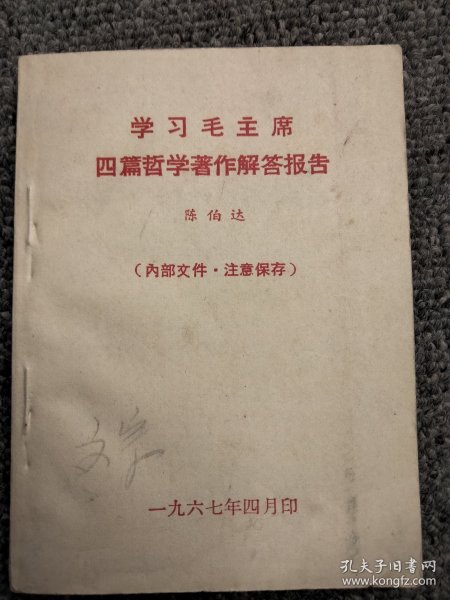 学习毛主席
四篇哲学著作解答报告
陈伯达
（内部文件·注意保存）
一九六七年四月印
孔夫子旧书网
www.kongfz.com